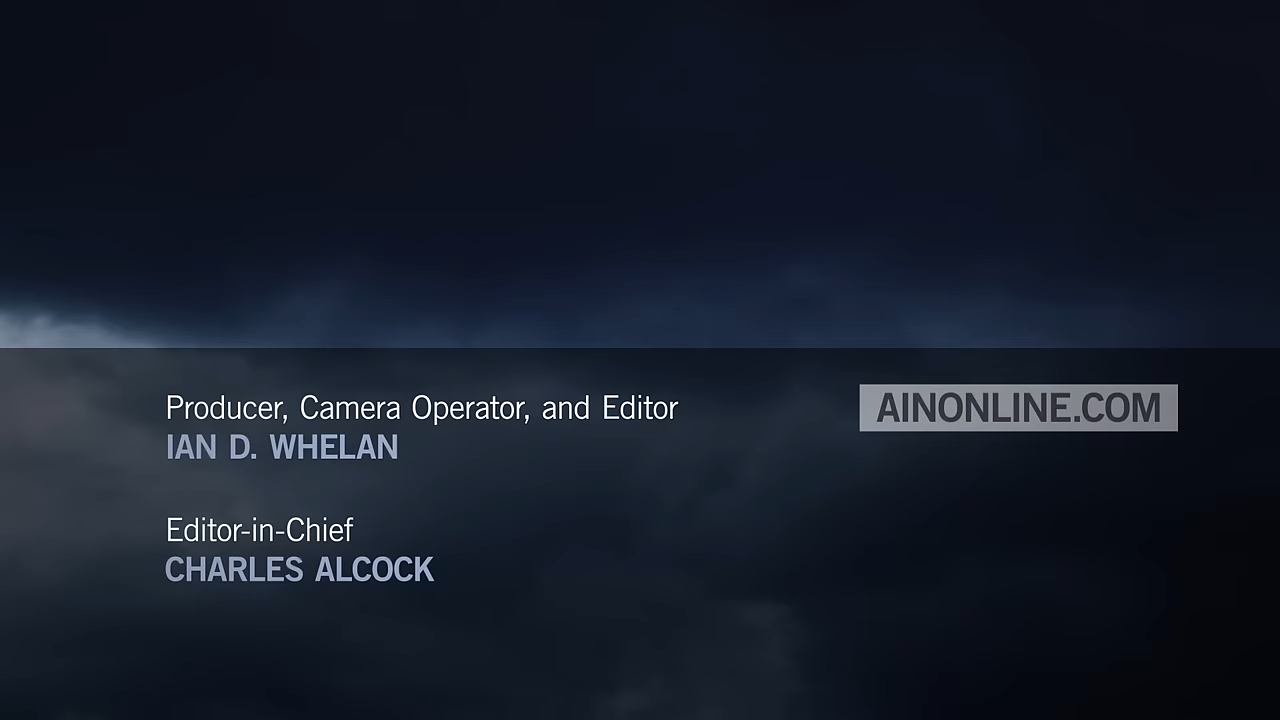 Producer, Camera Operator, and Editor
IAN D. WHELAN
AINONLINE.COM
Editor-in-Chief
CHARLES ALCOCK